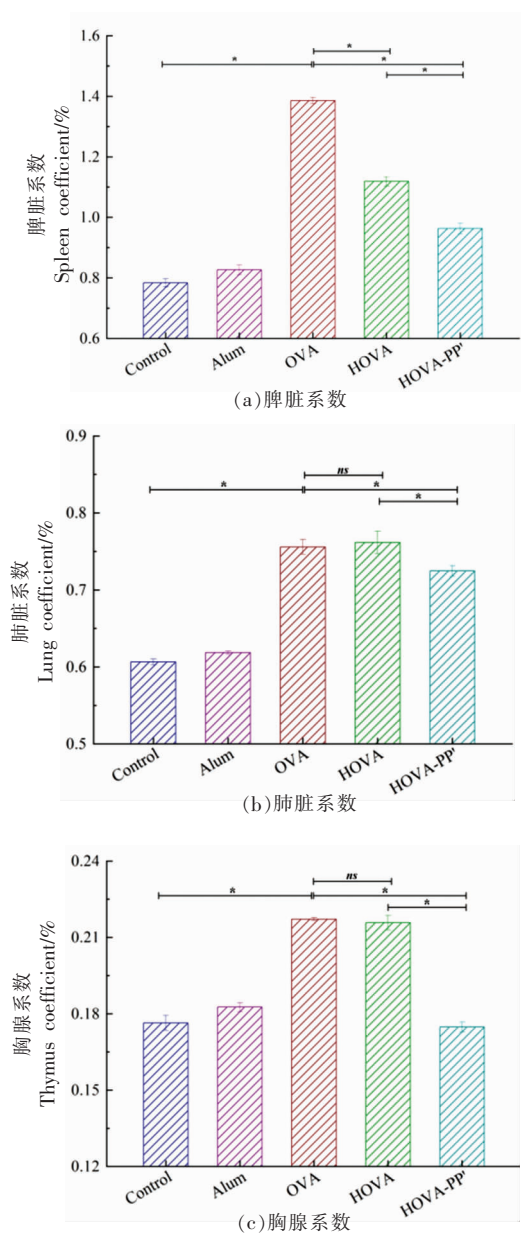 1.6
1.4
1.2
1.0
0.8
0.6
脾脏系数
Spleen coefficient/%
*
*
*
*
Control
Alum
OVA
HOVA
HOVA-PP'
(a)脾脏系数
0.9
0.8
0.7
0.6
0.5
肺脏系数
Lung coefficient/%
ns
*
*
*
Control
Alum
OVA
HOVA
HOVA-PP'
(b)肺脏系数
0.24
0.21
0.18
0.15
0.12
胸腺系数
Thymus coefficient/%
ns
*
*
*
Control
Alum
OVA
HOVA
HOVA-PP'
(c)胸腺系数